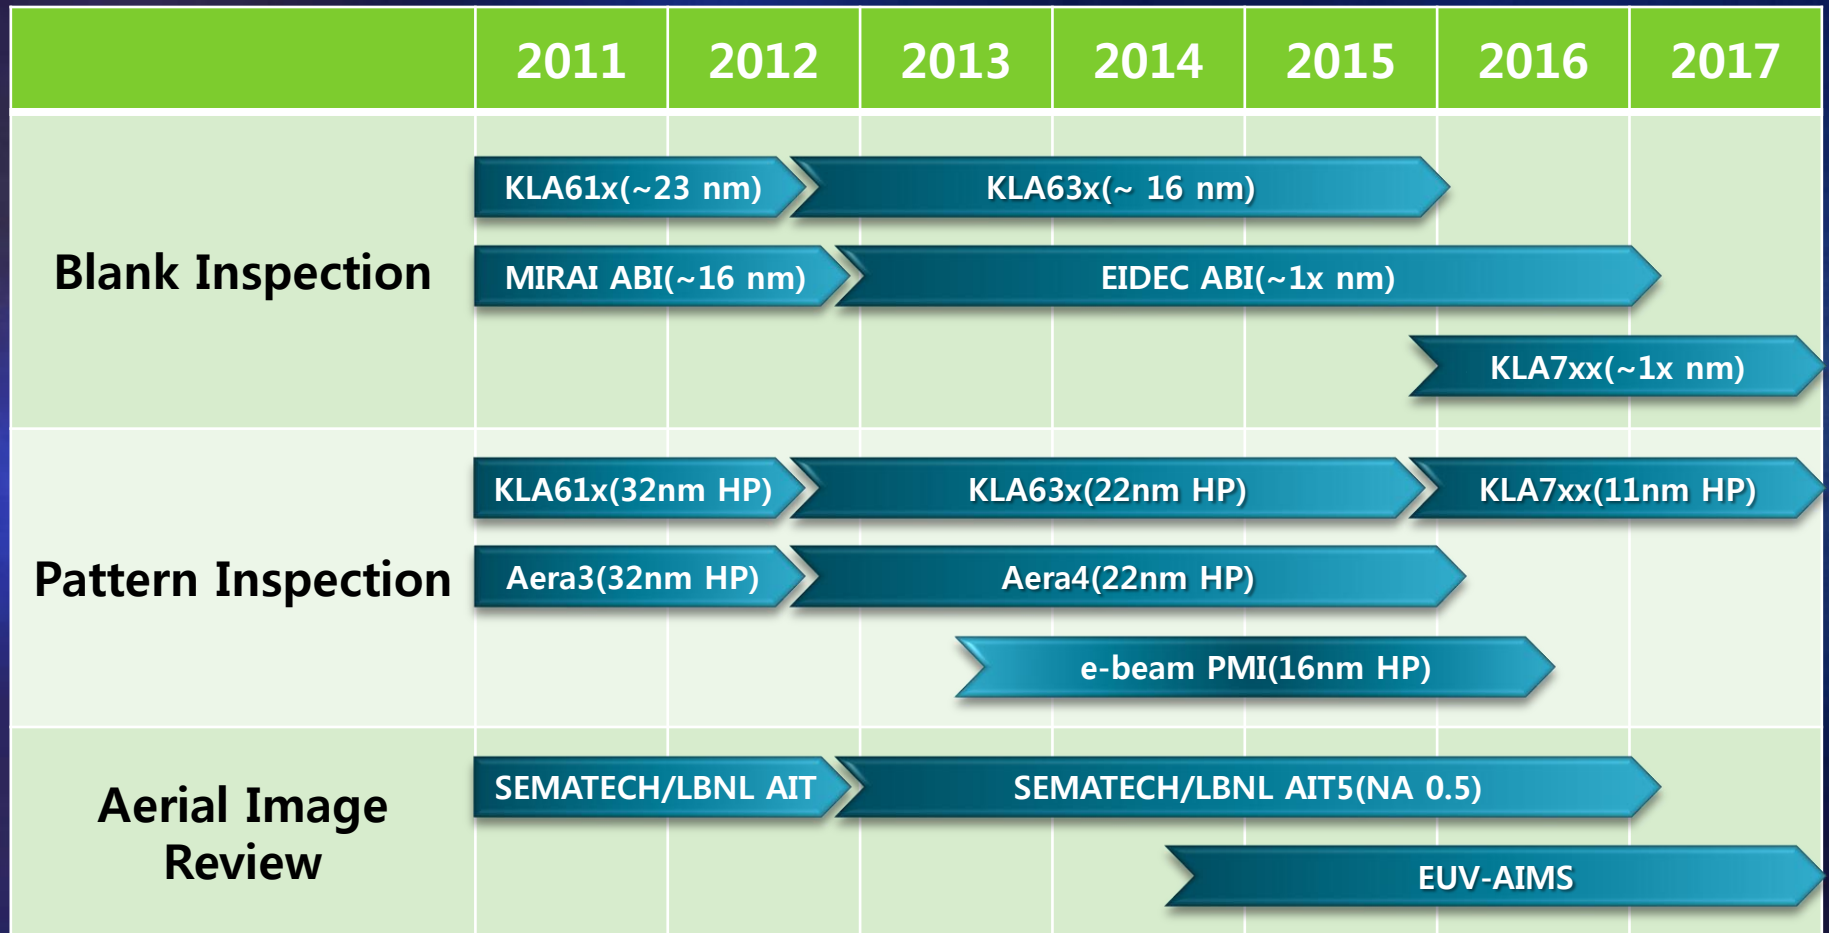 2011 2012 2013 2014 2015 2016 2017
Blank Inspection
KLA61x(~23 nm)
KLA63x(~ 16 nm)
MIRAI ABI(~16 nm)
EIDEC ABI(~1x nm)
KLA7xx(~1x nm)
Pattern Inspection
KLA61x(32nm HP)
KLA63x(22nm HP)
KLA7xx(11nm HP)
Aera3(32nm HP)
Aera4(22nm HP)
e-beam PMI(16nm HP)
Aerial Image
Review
SEMATECH/LBNL AIT
SEMATECH/LBNL AIT5(NA 0.5)
EUV-AIMS